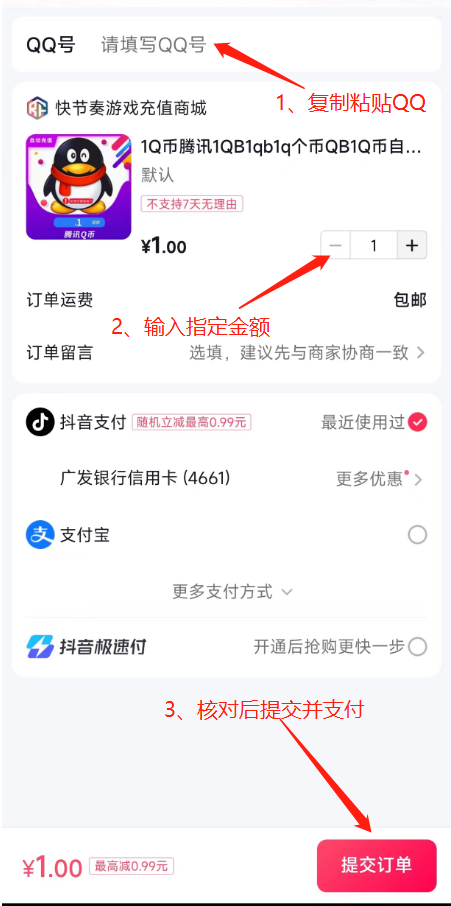 QQ号 请填写QQ号
1、复制粘贴QQ
快节奏游戏充值商城
自动充值
1Q币腾讯1QB1qb1q个币QB1Q币自...
默认
不支持7天无理由
1
腾讯Q币
¥1.00 － 1 +
订单运费 包邮
2、输入指定金额
订单留言 选填，建议先与商家协商一致
抖音支付 随机立减最高0.99元 最近使用过
广发银行信用卡 (4661) 更多优惠
支付宝
更多支付方式
抖音极速付 开通后抢购更快一步
3、核对后提交并支付
¥1.00 最高减0.99元 提交订单